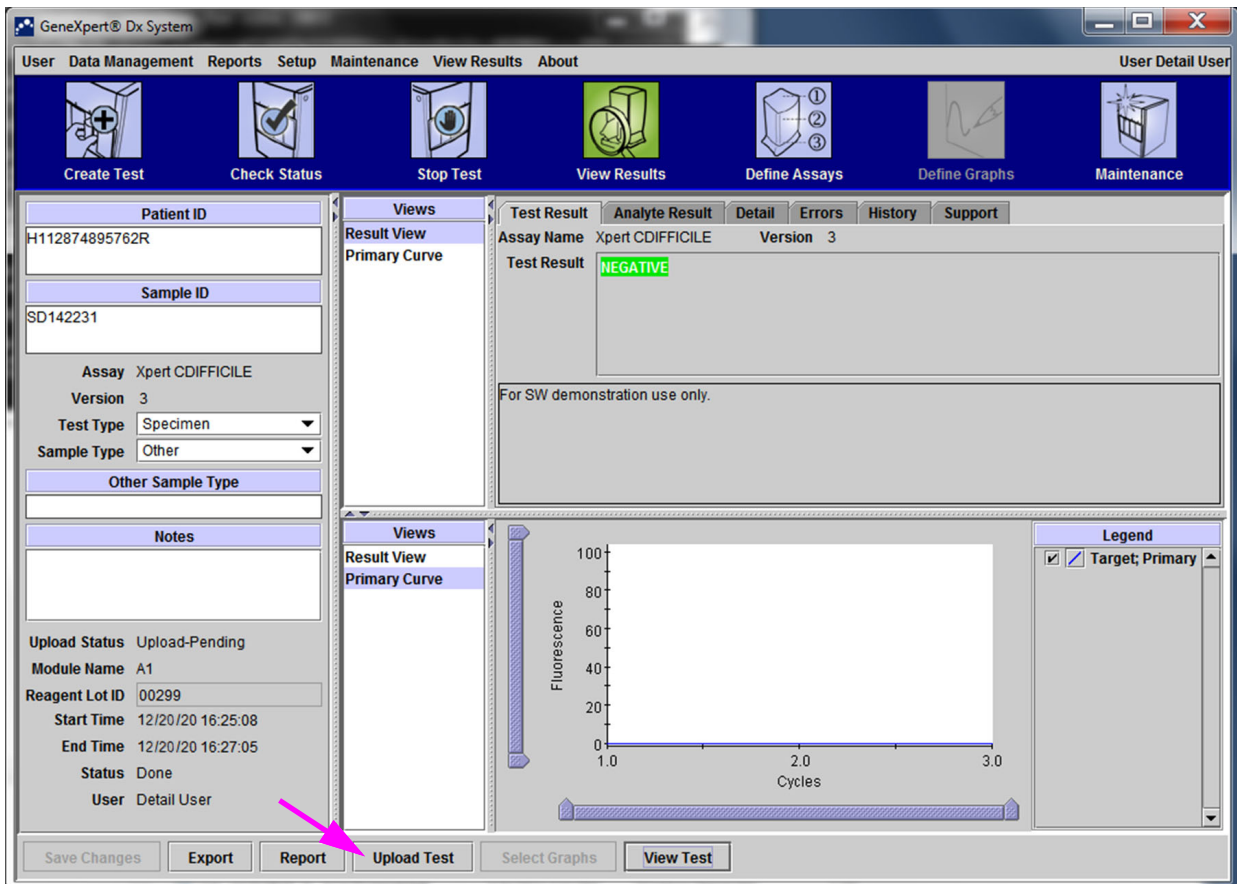 GeneXpert® Dx System
User Data Management Reports Setup Maintenance View Results About User Detail User
Create Test Check Status Stop Test View Results Define Assays Define Graphs Maintenance
①
②
③
Patient ID
H112874895762R
Sample ID
SD142231
Assay Xpert CDIFFICILE
Version 3
Test Type Specimen
Sample Type Other
Other Sample Type
Notes
Upload Status Upload-Pending
Module Name A1
Reagent Lot ID 00299
Start Time 12/20/20 16:25:08
End Time 12/20/20 16:27:05
Status Done
User Detail User
Views
Result View
Primary Curve
Test Result Analyte Result Detail Errors History Support
Assay Name Xpert CDIFFICILE Version 3
Test Result NEGATIVE
For SW demonstration use only.
Views
Result View
Primary Curve
Fluorescence
100
80
60
40
20
0
1.0 2.0 3.0
Cycles
Legend
Target; Primary
Save Changes Export Report Upload Test Select Graphs View Test